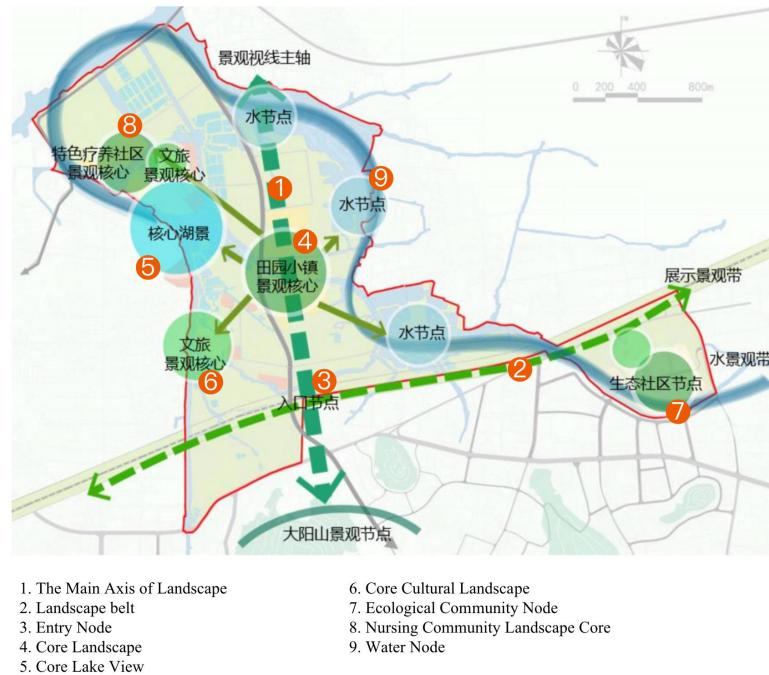 景观视线主轴
0 200 400 800m
水节点
8
特色疗养社区
景观核心
文旅
景观核心
1
9
水节点
核心湖景
5
4
田园小镇
景观核心
展示景观带
水节点
文旅
景观核心
6
3
入口节点
2
水景观带
生态社区节点
7
大阳山景观节点
1. The Main Axis of Landscape
2. Landscape belt
3. Entry Node
4. Core Landscape
5. Core Lake View
6. Core Cultural Landscape
7. Ecological Community Node
8. Nursing Community Landscape Core
9. Water Node